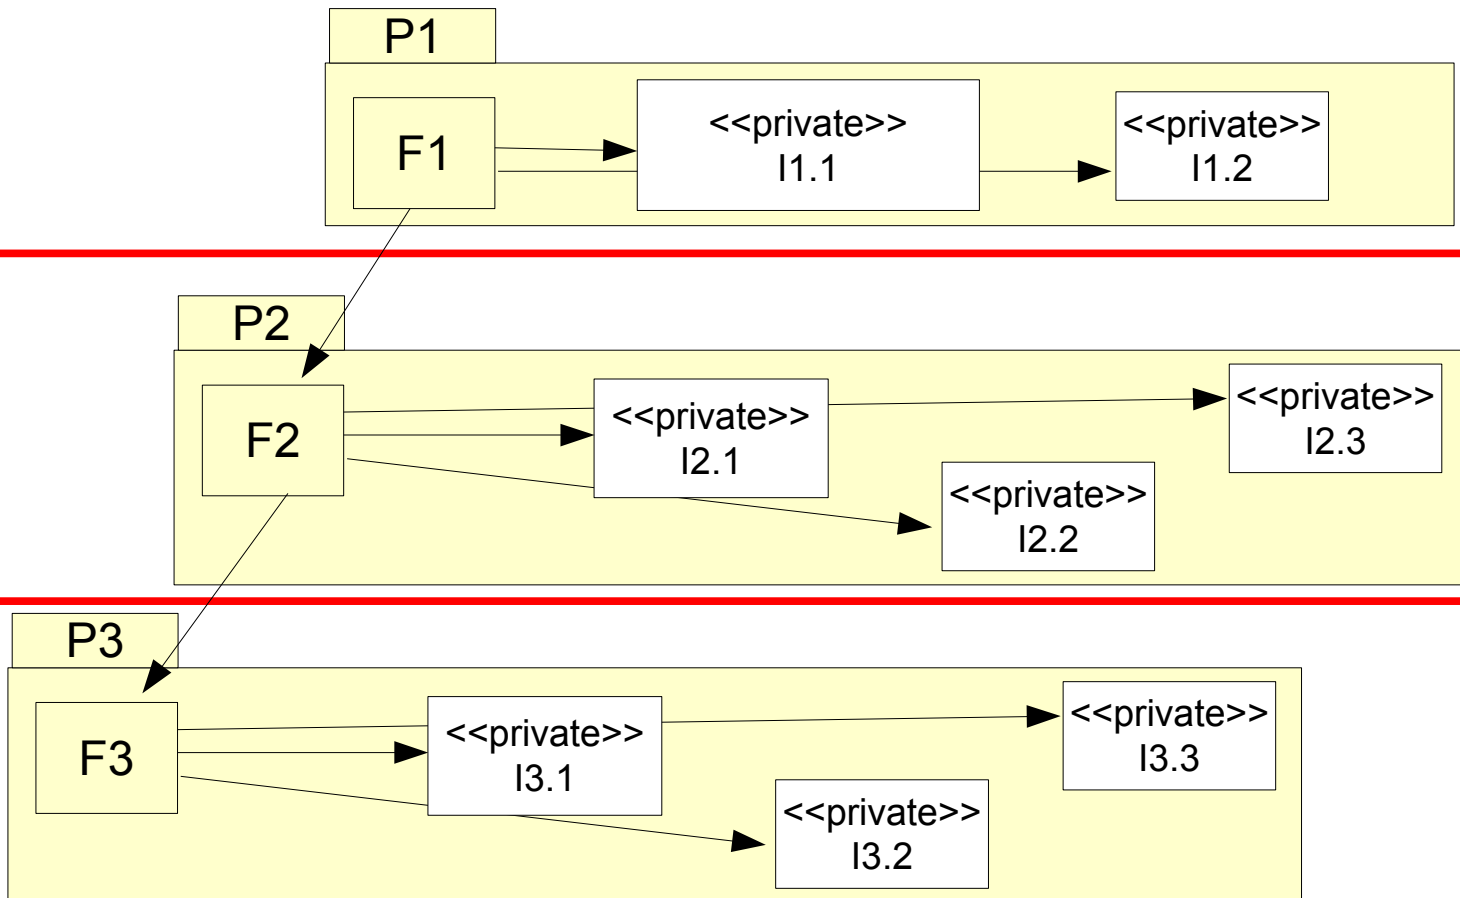 P1
F1
<<private>>
I1.1
<<private>>
I1.2
P2
F2
<<private>>
I2.1
<<private>>
I2.2
<<private>>
I2.3
P3
F3
<<private>>
I3.1
<<private>>
I3.2
<<private>>
I3.3